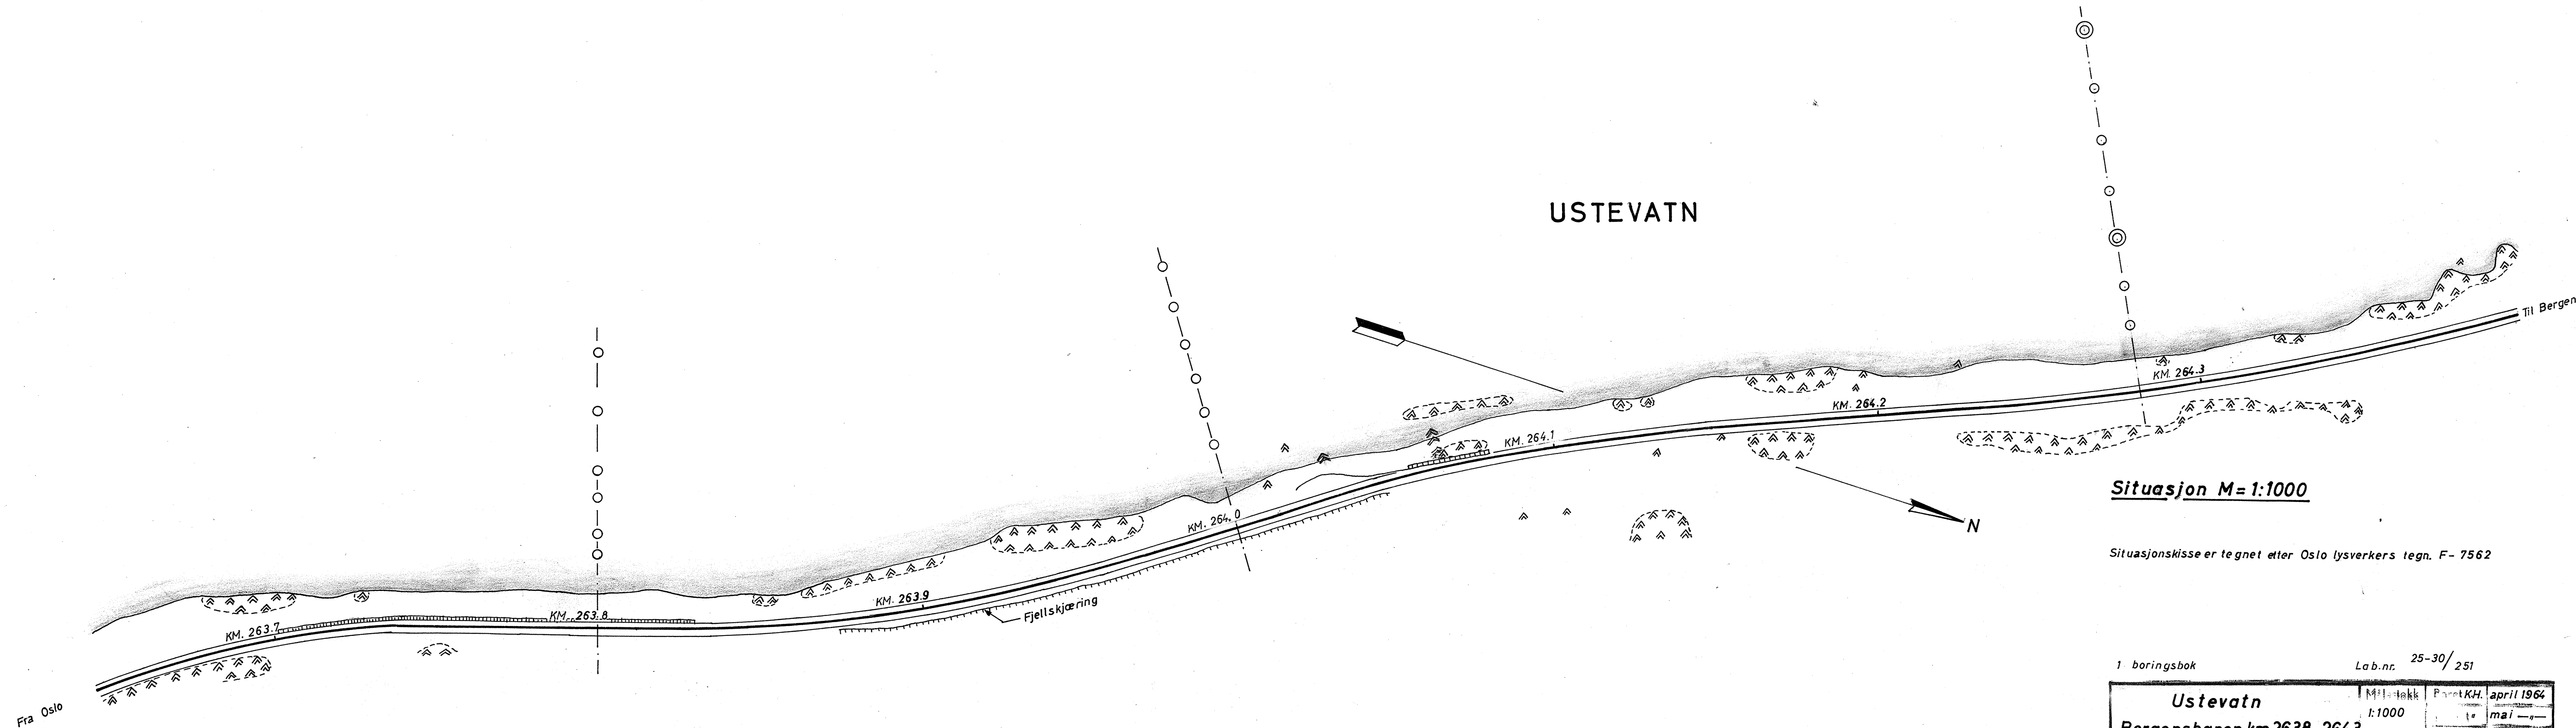 USTEVATN
Til Bergen
KM. 264.3
KM. 264.2
KM. 264.1
KM. 264.0
KM. 263.9
KM. 263.8
KM. 263.7
Fjellskjæring
Fra Oslo
N
Situasjon M=1:1000
Situasjonskisse er tegnet etter Oslo lysverkers tegn. F-7562
1 boringsbok Lab.nr. 25-30/251
Ustevatn
1:1000
K.H. april 1964
mai —"—